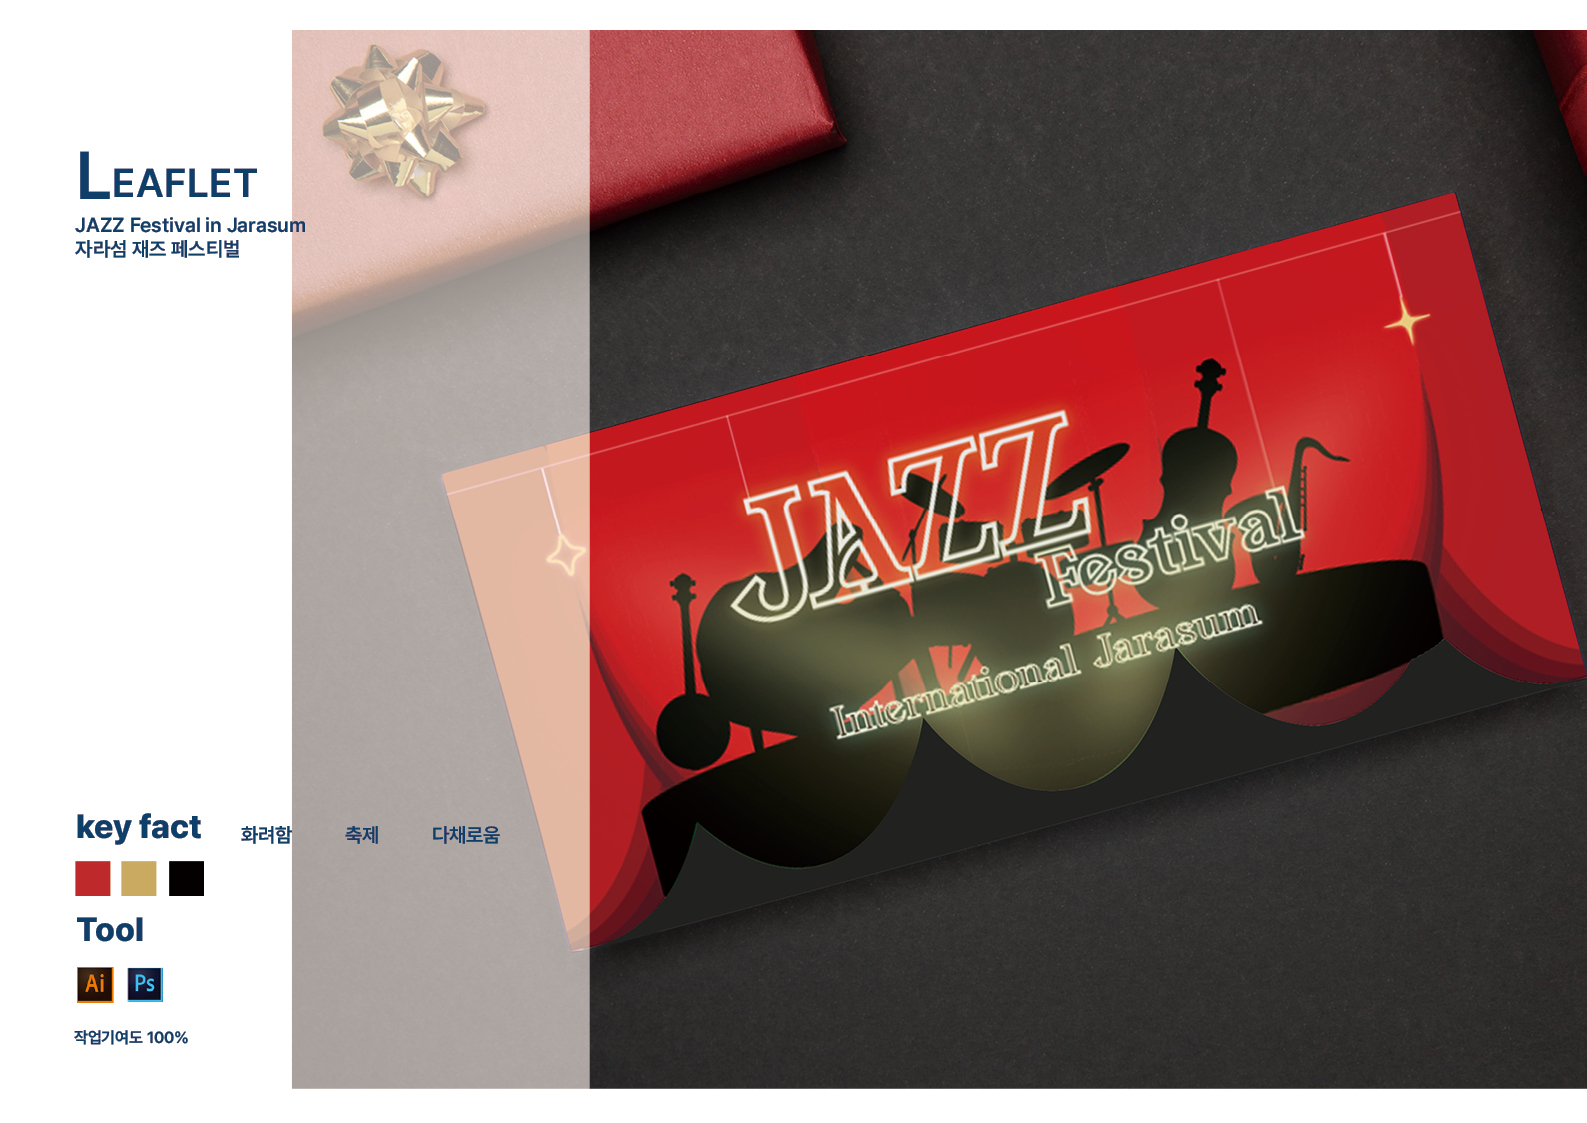 LEAFLET
JAZZ Festival in Jarasum
자라섬 재즈 페스티벌
JAZZ
Festival
International Jarasum
key fact
화려함 축제 다채로움
Tool
Ai Ps
작업기여도 100%